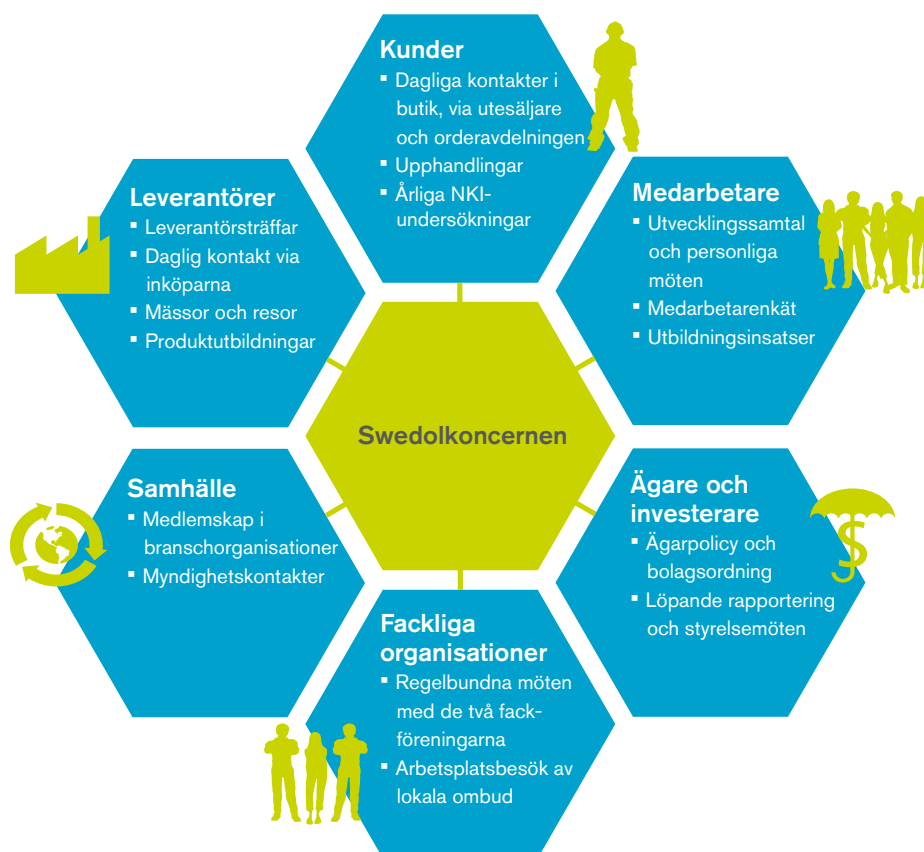 Kunder
▪ Dagliga kontakter i
butik, via utesäljare
och orderavdelningen
▪ Upphandlingar
▪ Årliga NKI-
undersökningar
Leverantörer
▪ Leverantörsträffar
▪ Daglig kontakt via
inköparna
▪ Mässor och resor
▪ Produktutbildningar
Medarbetare
▪ Utvecklingssamtal
och personliga
möten
▪ Medarbetarenkät
▪ Utbildningsinsatser
Swedolkoncernen
Samhälle
▪ Medlemskap i
branschorganisationer
▪ Myndighetskontakter
Ägare och
investerare
▪ Ägarpolicy och
bolagsordning
▪ Löpande rapportering
och styrelsemöten
Fackliga
organisationer
▪ Regelbundna möten
med de två fack-
föreningarna
▪ Arbetsplatsbesök av
lokala ombud